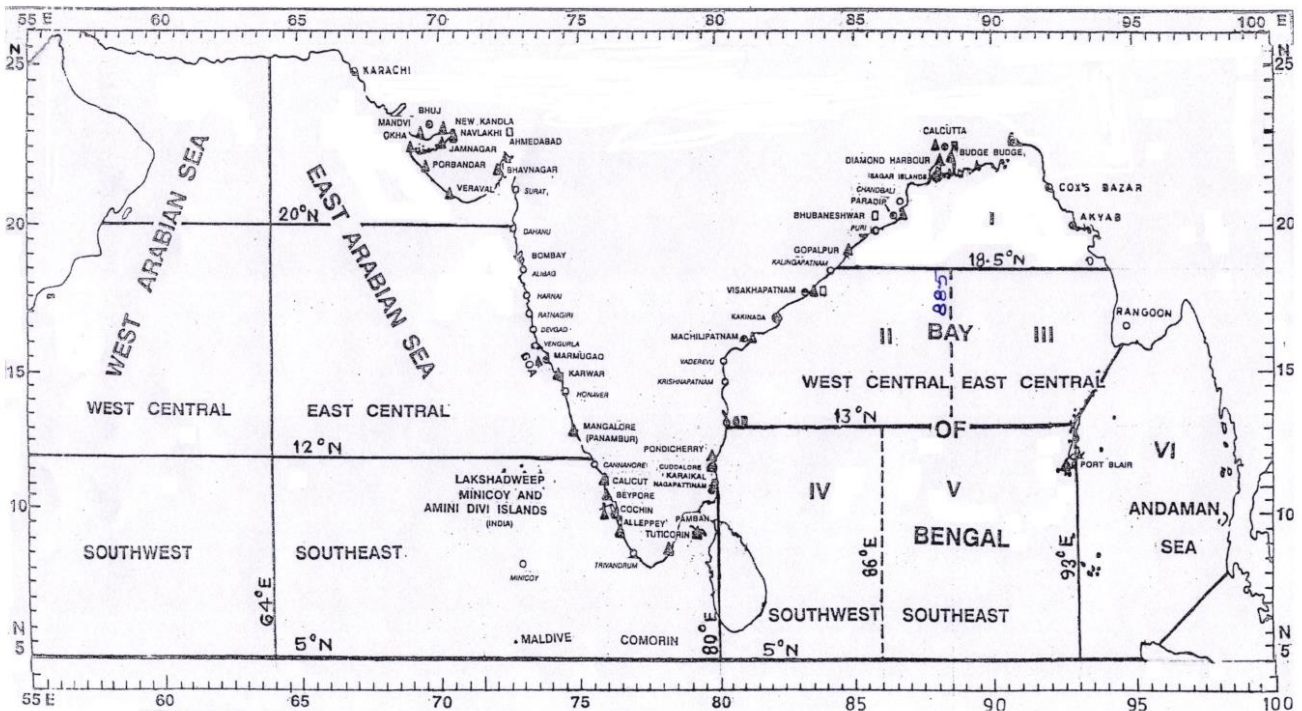 55 E 60 65 70 75 80 85 90 95 100 E
N
25
20
15
10
N
5
25
20
15
10
N
5
55 E 60 65 70 75 80 85 90 95 100
KARACHI
BHUJ
MANDVI
NEW KANDLA
OKHA
NAVLAKHI
AHMEDABAD
JAMNAGAR
PORBANDAR
BHAVNAGAR
VERAVAL
SURAT
WEST ARABIAN SEA
EAST ARABIAN SEA
20°N
DAHANU
BOMBAY
ALIBAG
HARNAI
RATNAGIRI
DEVGAD
VENGURLA
MARMUGAO
GOA
KARWAR
HONAVER
MANGALORE
(PANAMBUR)
WEST CENTRAL
EAST CENTRAL
12°N
CANNANORE
LAKSHADWEEP
MINICOY AND
AMINI DIVI ISLANDS
(INDIA)
CALICUT
BEYPORE
COCHIN
ALLEPPEY
PAMBAN
TUTICORIN
TRIVANDRUM
MINICOY
SOUTHWEST
SOUTHEAST
64°E
5°N
MALDIVE
COMORIN
80°E
CALCUTTA
BUDGE BUDGE
DIAMOND HARBOUR
SAGAR ISLAND
CHANDBALI
PARADIP
BHUBANESHWAR
PURI
GOPALPUR
KALINGAPATNAM
VISAKHAPATNAM
KAKINADA
MACHILIPATNAM
VADEREVU
KRISHNAPATNAM
PONDICHERRY
CUDDALORE
KARAIKAL
NAGAPATTINAM
COX'S BAZAR
AKYAB
I
18.5°N
885
RANGOON
II
BAY
III
WEST CENTRAL
EAST CENTRAL
13°N
OF
PORT BLAIR
VI
ANDAMAN
SEA
IV
V
BENGAL
86°E
93°E
SOUTHWEST
SOUTHEAST
5°N